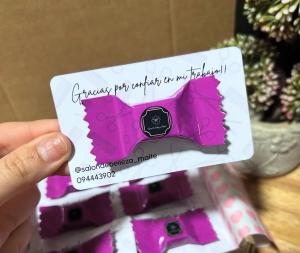 Gracias por confiar en mi trabajo!!
@salondebelleza_maite
094443902